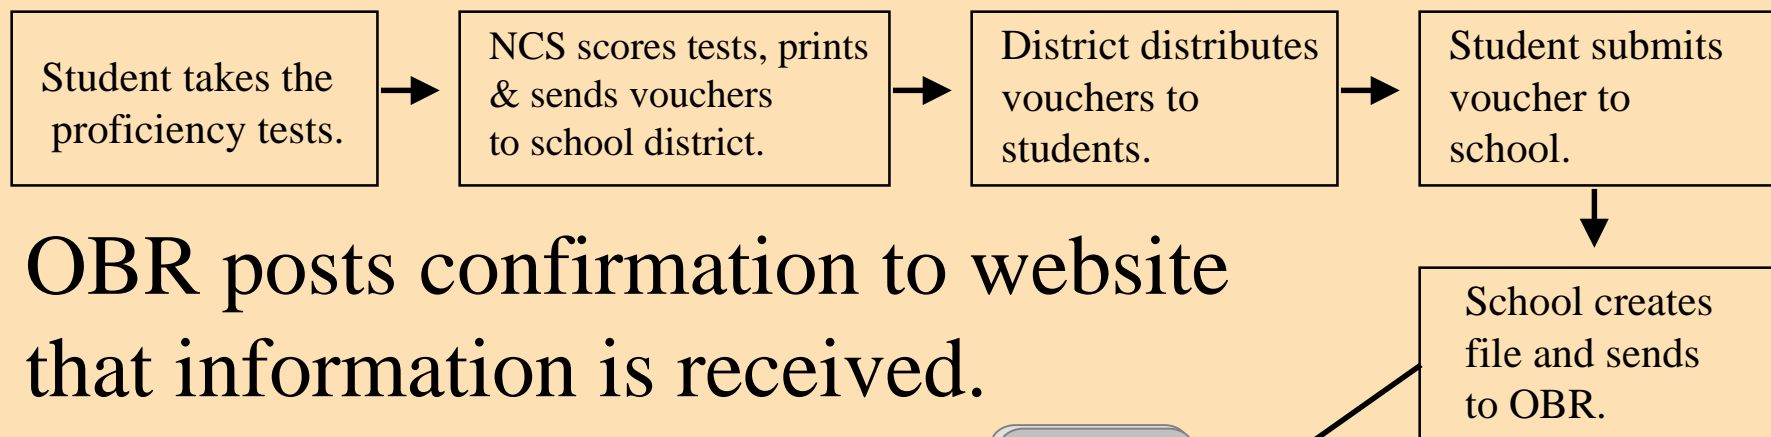 Student takes the
proficiency tests.
NCS scores tests, prints
& sends vouchers
to school district.
District distributes
vouchers to
students.
Student submits
voucher to
school.
School creates
file and sends
to OBR.
OBR posts confirmation to website
that information is received.